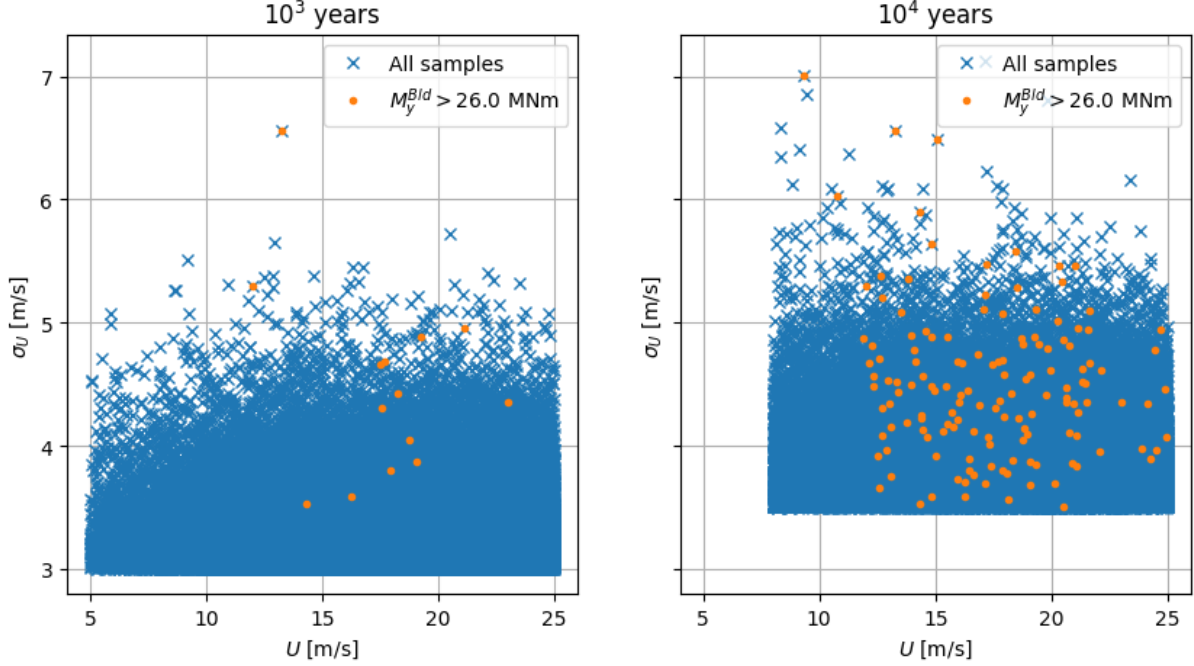 10³ years
7
6
5
4
3
σ_U [m/s]
5 10 15 20 25
U [m/s]
All samples
M_y^{Bld} > 26.0 MNm
10⁴ years
σ_U [m/s]
5 10 15 20 25
U [m/s]
All samples
M_y^{Bld} > 26.0 MNm